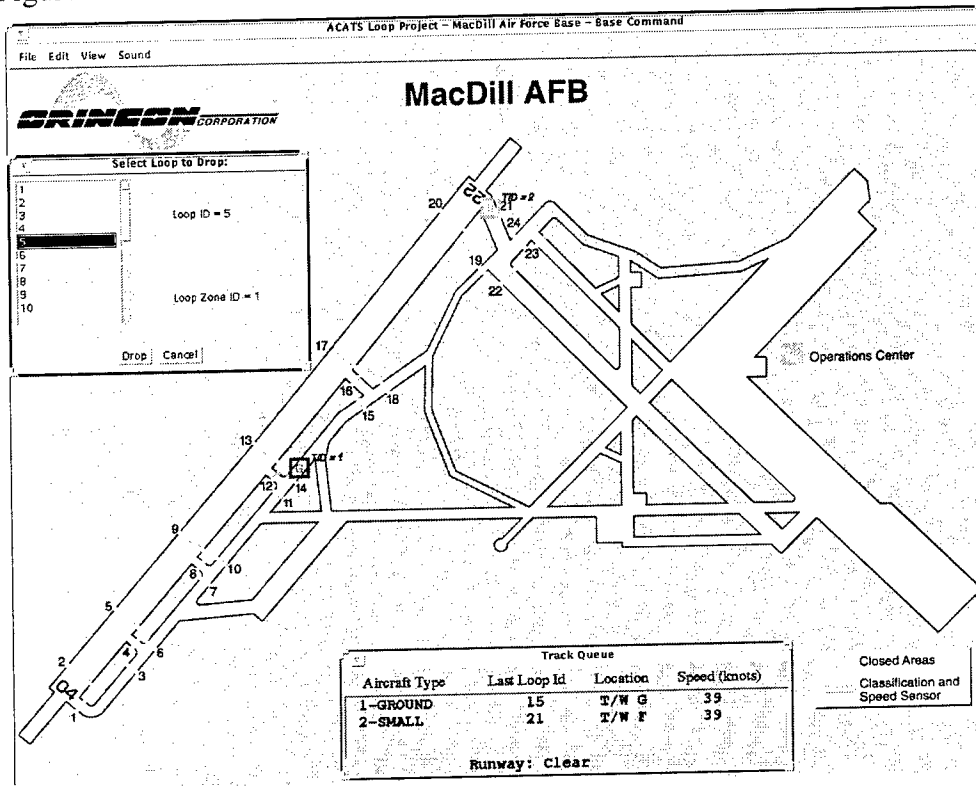 ACATS Loop Project – MacDill Air Force Base – Base Command
File Edit View Sound
MacDill AFB
ORINCON CORPORATION
Select Loop to Drop:
1
2
3
4
5
6
7
8
9
10
Loop ID = 5
Loop Zone ID = 1
Drop Cancel
22
T/D = 2
20
21
24
23
19
22
17
16
18
15
Operations Center
13
T/D = 1
12
14
11
9
8
10
7
5
4
6
2
3
04
1
Track Queue
Aircraft Type Last Loop Id Location Speed (knots)
1-GROUND 15 T/W G 39
2-SMALL 21 T/W F 39
Runway: Clear
Closed Areas
Classification and
Speed Sensor